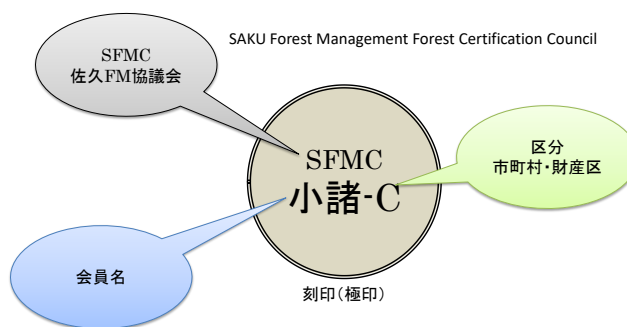 SAKU Forest Management Forest Certification Council
SFMC
佐久FM協議会
区分
市町村・財産区
SFMC
小諸-C
会員名
刻印(極印)